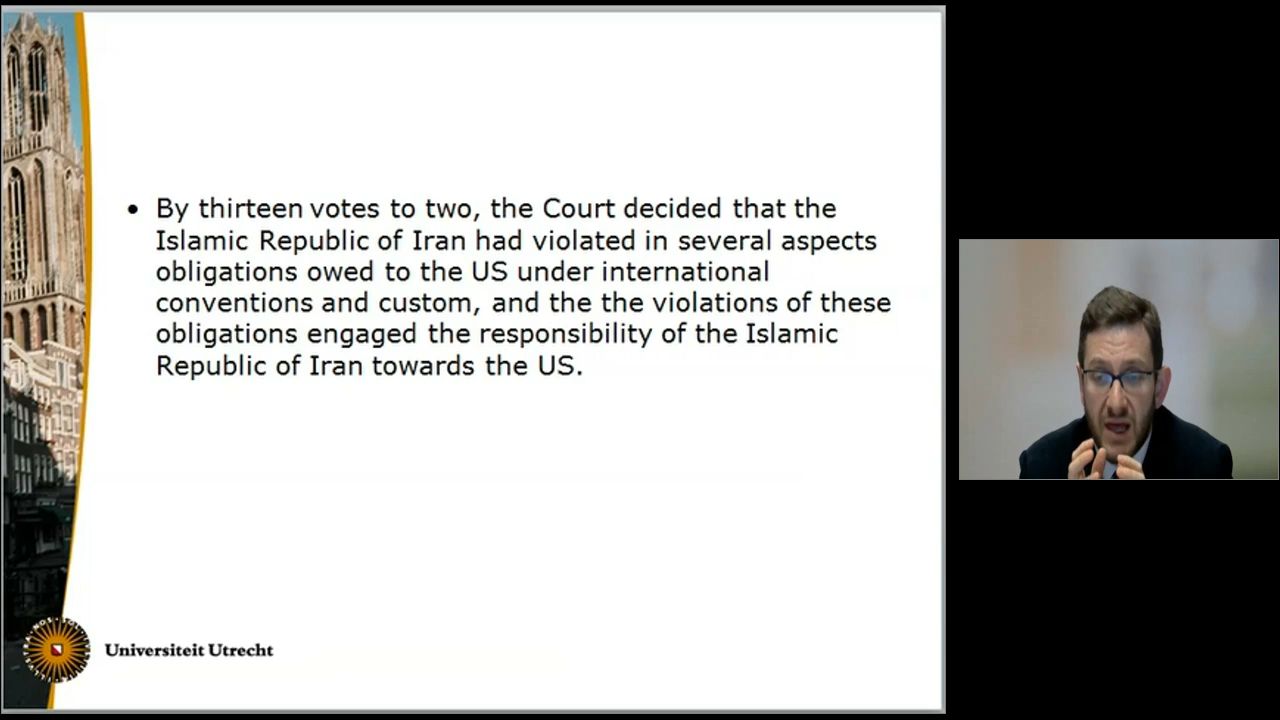 • By thirteen votes to two, the Court decided that the
Islamic Republic of Iran had violated in several aspects
obligations owed to the US under international
conventions and custom, and the the violations of these
obligations engaged the responsibility of the Islamic
Republic of Iran towards the US.
Universiteit Utrecht